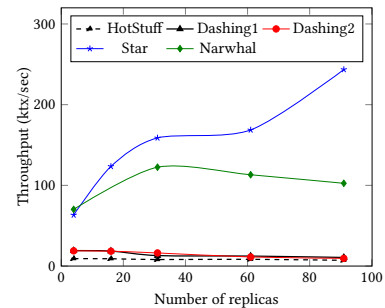 HotStuff Dashing1 Dashing2
Star Narwhal
300
200
100
0
Throughput (ktx/sec)
0 20 40 60 80 100
Number of replicas